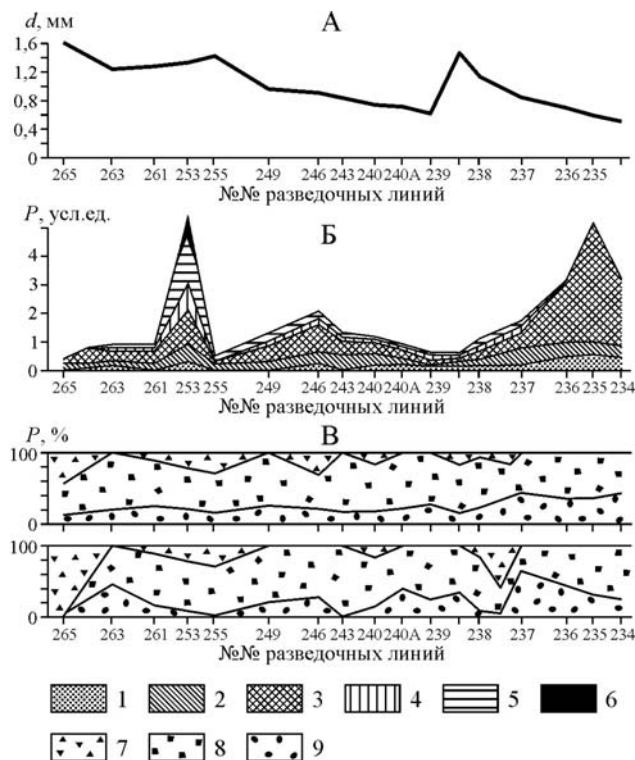 А
d, мм
1,6
1,2
0,8
0,4
0
265 263 261 253 255 249 246 243 240 240А 239 238 237 236 235
№№ разведочных линий
Б
P, усл.ед.
4
3
2
1
0
265 263 261 253 255 249 246 243 240 240А 239 238 237 236 235 234
№№ разведочных линий
В
P, %
100
0
100
0
265 263 261 253 255 249 246 243 240 240А 239 238 237 236 235 234
№№ разведочных линий
1 2 3 4 5 6
7 8 9